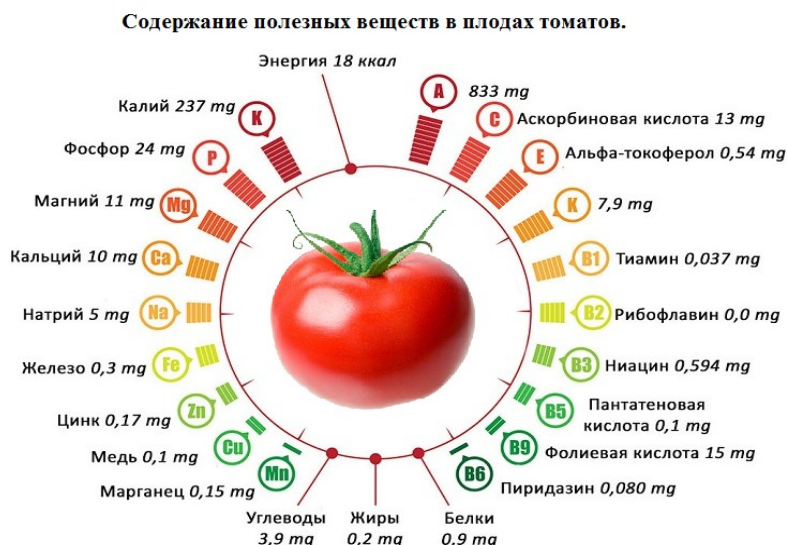 Содержание полезных веществ в плодах томатов.
Энергия 18 ккал
Калий 237 mg
K
Фосфор 24 mg
P
Магний 11 mg
Mg
Кальций 10 mg
Ca
Натрий 5 mg
Na
Железо 0,3 mg
Fe
Цинк 0,17 mg
Zn
Медь 0,1 mg
Cu
Марганец 0,15 mg
Mn
A
833 mg
C
Аскорбиновая кислота 13 mg
E
Альфа-токоферол 0,54 mg
K
7,9 mg
B1
Тиамин 0,037 mg
B2
Рибофлавин 0,0 mg
B3
Ниацин 0,594 mg
B5
Пантатеновая
кислота 0,1 mg
B9
Фолиевая кислота 15 mg
B6
Пиридазин 0,080 mg
Углеводы
3,9 mg
Жиры
0,2 mg
Белки
0,9 mg